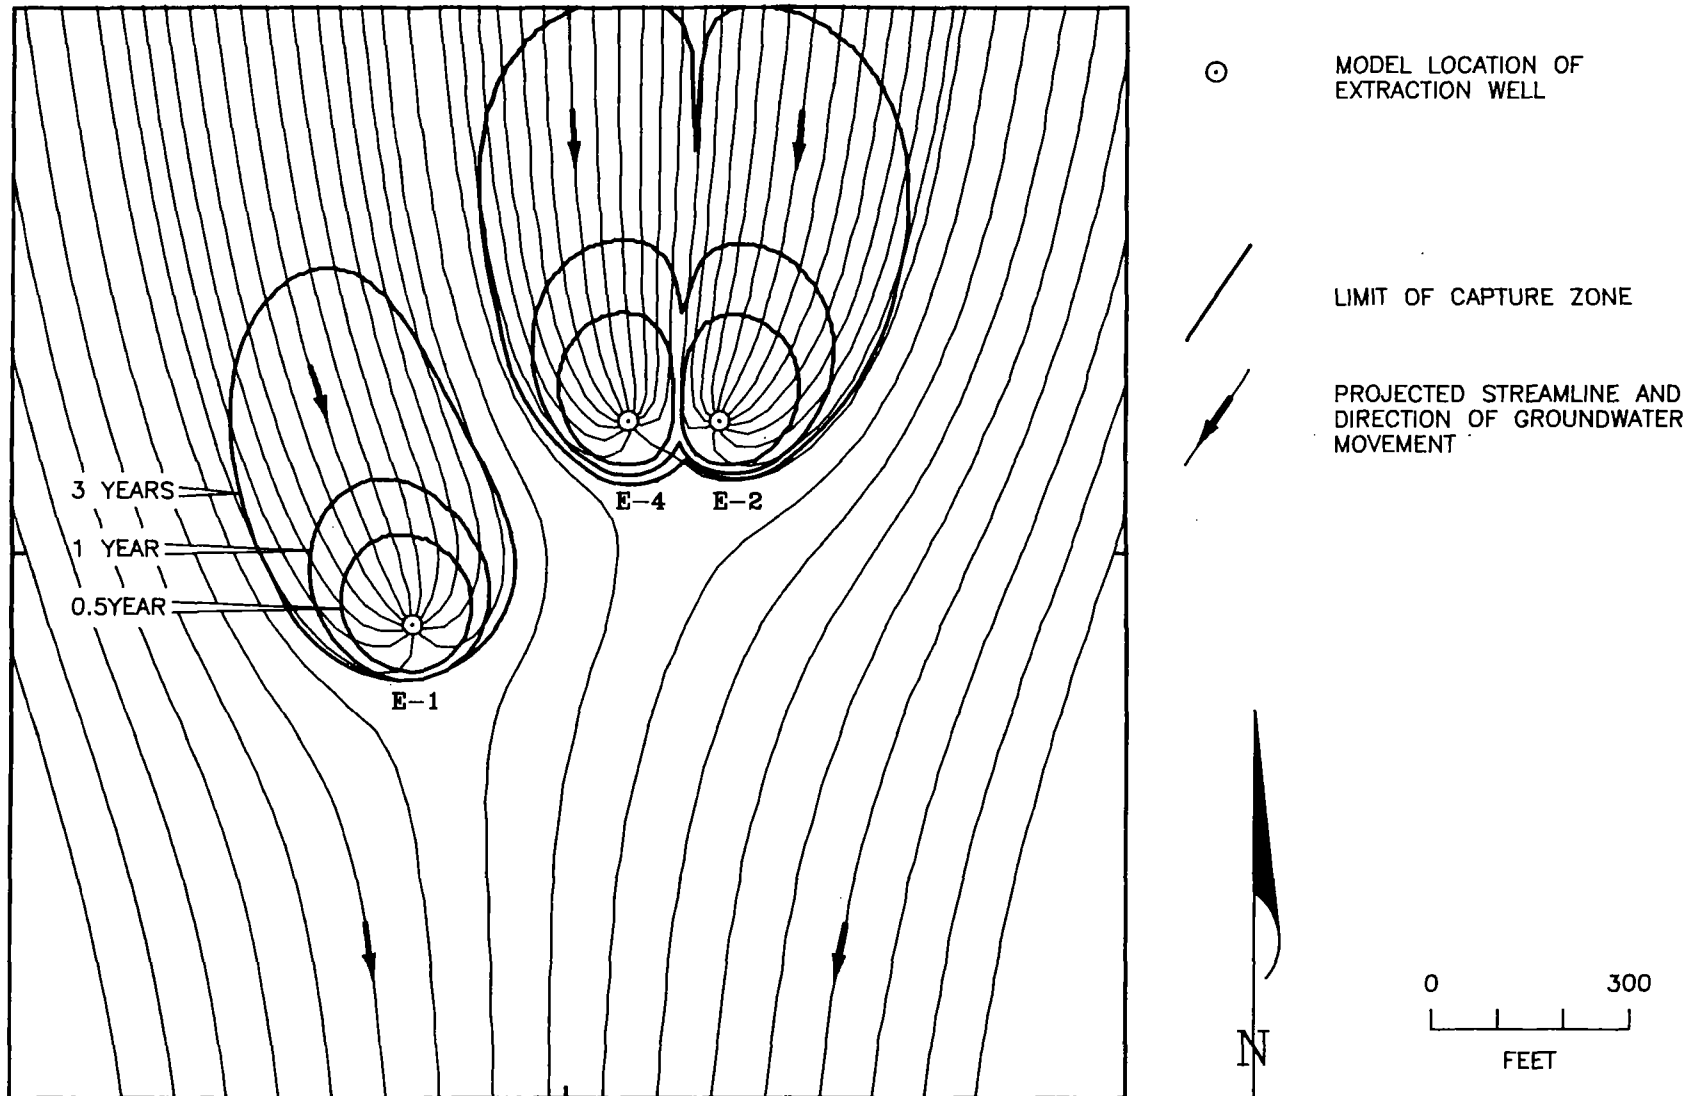 MODEL LOCATION OF
EXTRACTION WELL
LIMIT OF CAPTURE ZONE
PROJECTED STREAMLINE AND
DIRECTION OF GROUNDWATER
MOVEMENT
3 YEARS
1 YEAR
0.5YEAR
E-4
E-2
E-1
N
0 300
FEET